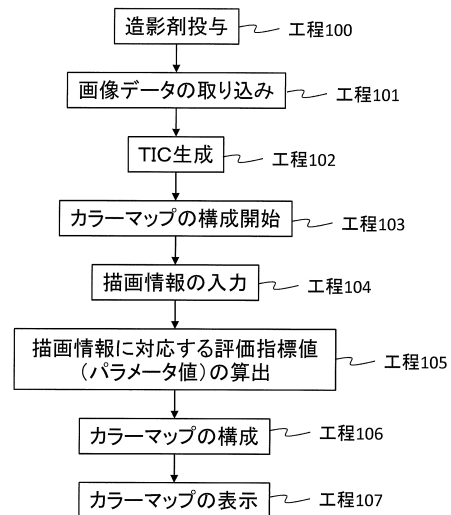 造影剤投与
工程100
画像データの取り込み
工程101
TIC生成
工程102
カラーマップの構成開始
工程103
描画情報の入力
工程104
描画情報に対応する評価指標値
（パラメータ値）の算出
工程105
カラーマップの構成
工程106
カラーマップの表示
工程107